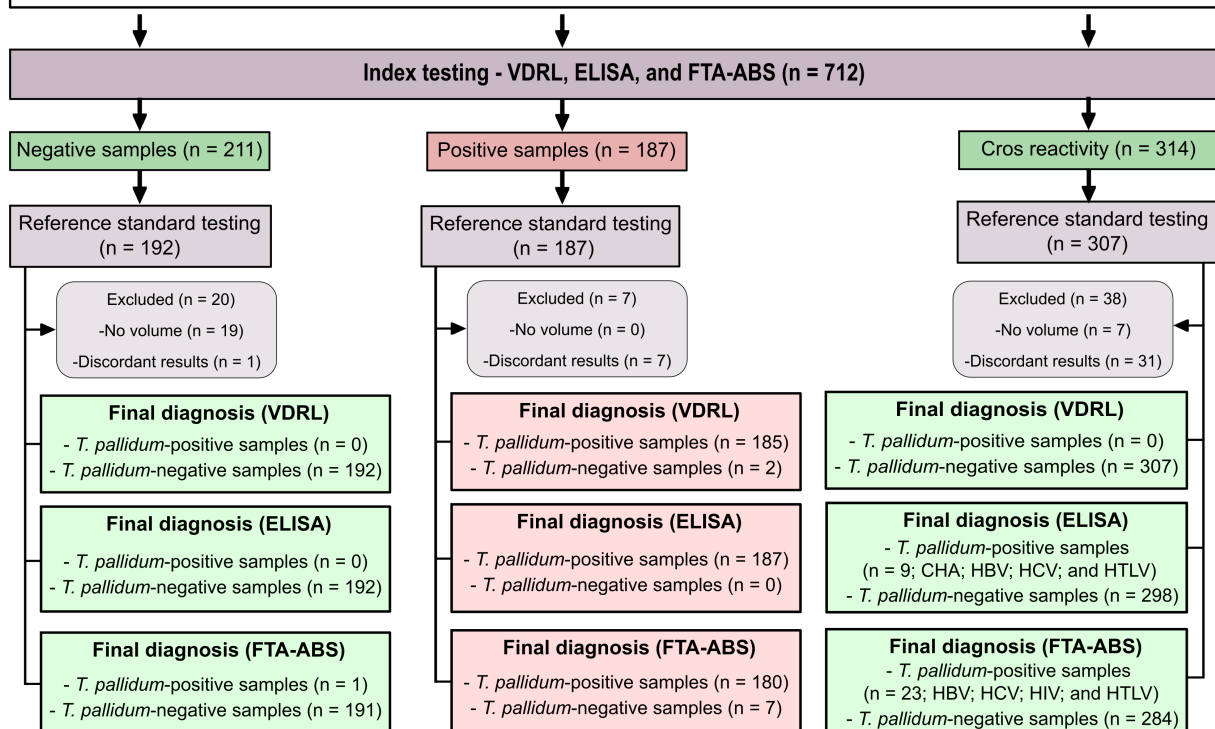 Index testing - VDRL, ELISA, and FTA-ABS (n = 712)
Negative samples (n = 211)
Reference standard testing
(n = 192)
Excluded (n = 20)
-No volume (n = 19)
-Discordant results (n = 1)
Final diagnosis (VDRL)
- T. pallidum-positive samples (n = 0)
- T. pallidum-negative samples (n = 192)
Final diagnosis (ELISA)
- T. pallidum-positive samples (n = 0)
- T. pallidum-negative samples (n = 192)
Final diagnosis (FTA-ABS)
- T. pallidum-positive samples (n = 1)
- T. pallidum-negative samples (n = 191)
Positive samples (n = 187)
Reference standard testing
(n = 187)
Excluded (n = 7)
-No volume (n = 0)
-Discordant results (n = 7)
Final diagnosis (VDRL)
- T. pallidum-positive samples (n = 185)
- T. pallidum-negative samples (n = 2)
Final diagnosis (ELISA)
- T. pallidum-positive samples (n = 187)
- T. pallidum-negative samples (n = 0)
Final diagnosis (FTA-ABS)
- T. pallidum-positive samples (n = 180)
- T. pallidum-negative samples (n = 7)
Cros reactivity (n = 314)
Reference standard testing
(n = 307)
Excluded (n = 38)
-No volume (n = 7)
-Discordant results (n = 31)
Final diagnosis (VDRL)
- T. pallidum-positive samples (n = 0)
- T. pallidum-negative samples (n = 307)
Final diagnosis (ELISA)
- T. pallidum-positive samples
(n = 9; CHA; HBV; HCV; and HTLV)
- T. pallidum-negative samples (n = 298)
Final diagnosis (FTA-ABS)
- T. pallidum-positive samples
(n = 23; HBV; HCV; HIV; and HTLV)
- T. pallidum-negative samples (n = 284)